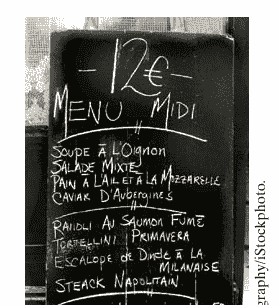 - 12€ -
MENU MIDI
SOUPE À L'OIGNON
SALADE MIXTE
PAIN À L'AIL ET À LA MOZZARELLE
CAVIAR D'AUBERGINES
RAIOLI AU SAUMON FUMÉ
TORTELLINI PRIMAVERA
ESCALOPE DE DINDE À LA
MILANAISE
STEACK NAPOLITAIN
graphy/iStockphoto.